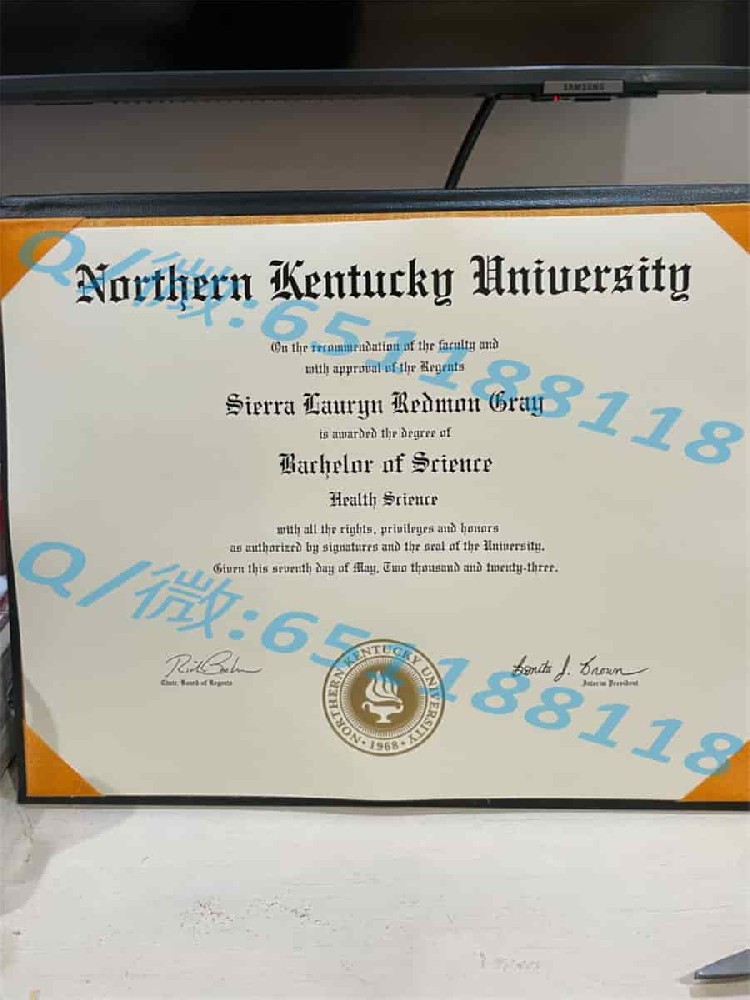 SAMSUNG
Northern Kentucky University
On the recommendation of the faculty and
with approval of the Regents
Sierra Lauryn Redmon Gray
is awarded the degree of
Bachelor of Science
Health Science
with all the rights, privileges and honors
as authorized by signatures and the seal of the University.
Given this seventh day of May, Two thousand and twenty-three.
Q/微:651188118
Q/微:651188118
Chair, Board of Regents
NORTHERN KENTUCKY UNIVERSITY
1968
Bonita J. Brown
Interim President